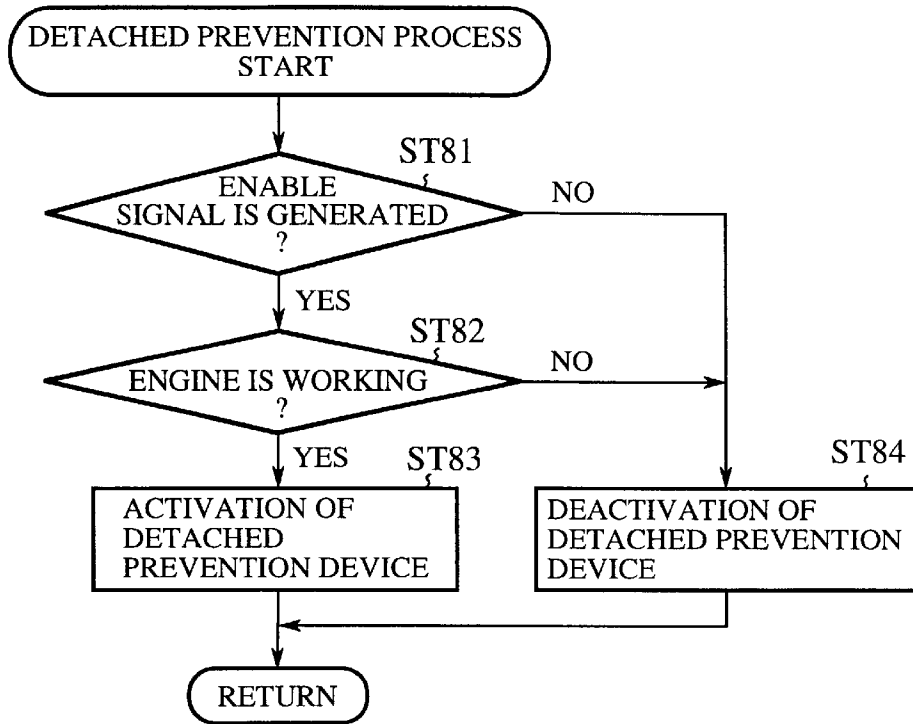 DETACHED PREVENTION PROCESS
START
ST81
ENABLE
SIGNAL IS GENERATED
?
NO
YES
ST82
ENGINE IS WORKING
?
NO
YES
ST83
ACTIVATION OF
DETACHED
PREVENTION DEVICE
ST84
DEACTIVATION OF
DETACHED PREVENTION
DEVICE
RETURN